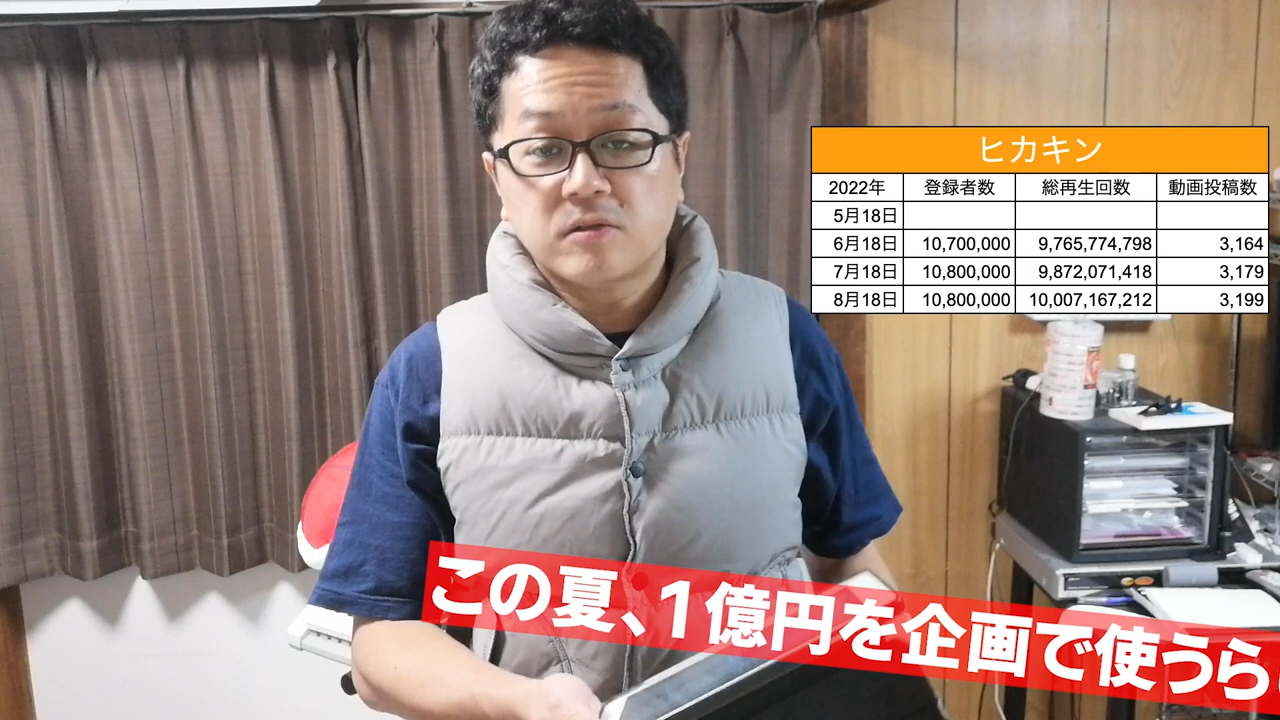 ヒカキン
2022年 登録者数 総再生回数 動画投稿数
5月18日
6月18日 10,700,000 9,765,774,798 3,164
7月18日 10,800,000 9,872,071,418 3,179
8月18日 10,800,000 10,007,167,212 3,199
この夏、1億円を企画で使うら